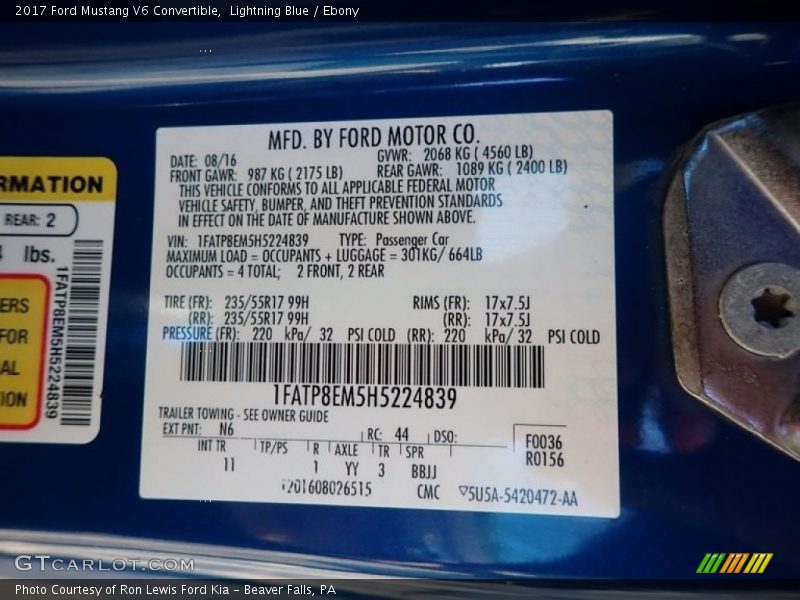 2017 Ford Mustang V6 Convertible,  Lightning Blue / Ebony
MFD. BY FORD MOTOR CO.
DATE: 08/16 GVWR: 2068 KG ( 4560 LB)
FRONT GAWR: 987 KG ( 2175 LB) REAR GAWR: 1089 KG ( 2400 LB)
THIS VEHICLE CONFORMS TO ALL APPLICABLE FEDERAL MOTOR
VEHICLE SAFETY, BUMPER, AND THEFT PREVENTION STANDARDS
IN EFFECT ON THE DATE OF MANUFACTURE SHOWN ABOVE.
VIN: 1FATP8EM5H5224839 TYPE: Passenger Car
MAXIMUM LOAD = OCCUPANTS + LUGGAGE = 301KG/ 664LB
OCCUPANTS = 4 TOTAL; 2 FRONT, 2 REAR
TIRE (FR): 235/55R17 99H RIMS (FR): 17x7.5J
(RR): 235/55R17 99H (RR): 17x7.5J
PRESSURE (FR): 220 kPa/ 32 PSI COLD (RR): 220 kPa/ 32 PSI COLD
1FATP8EM5H5224839
TRAILER TOWING - SEE OWNER GUIDE
EXT PNT: N6 RC: 44 DSO: F0036
INT TR TP/PS R AXLE TR SPR R0156
11 1 YY 3 BBJJ
201608026515 CMC 5U5A-5420472-AA
RMATION
REAR: 2
lbs.
ERS
FOR
AL
ION
1FATP8EM5H5224839
GTCARLOT.COM
Photo Courtesy of Ron Lewis Ford Kia – Beaver Falls, PA